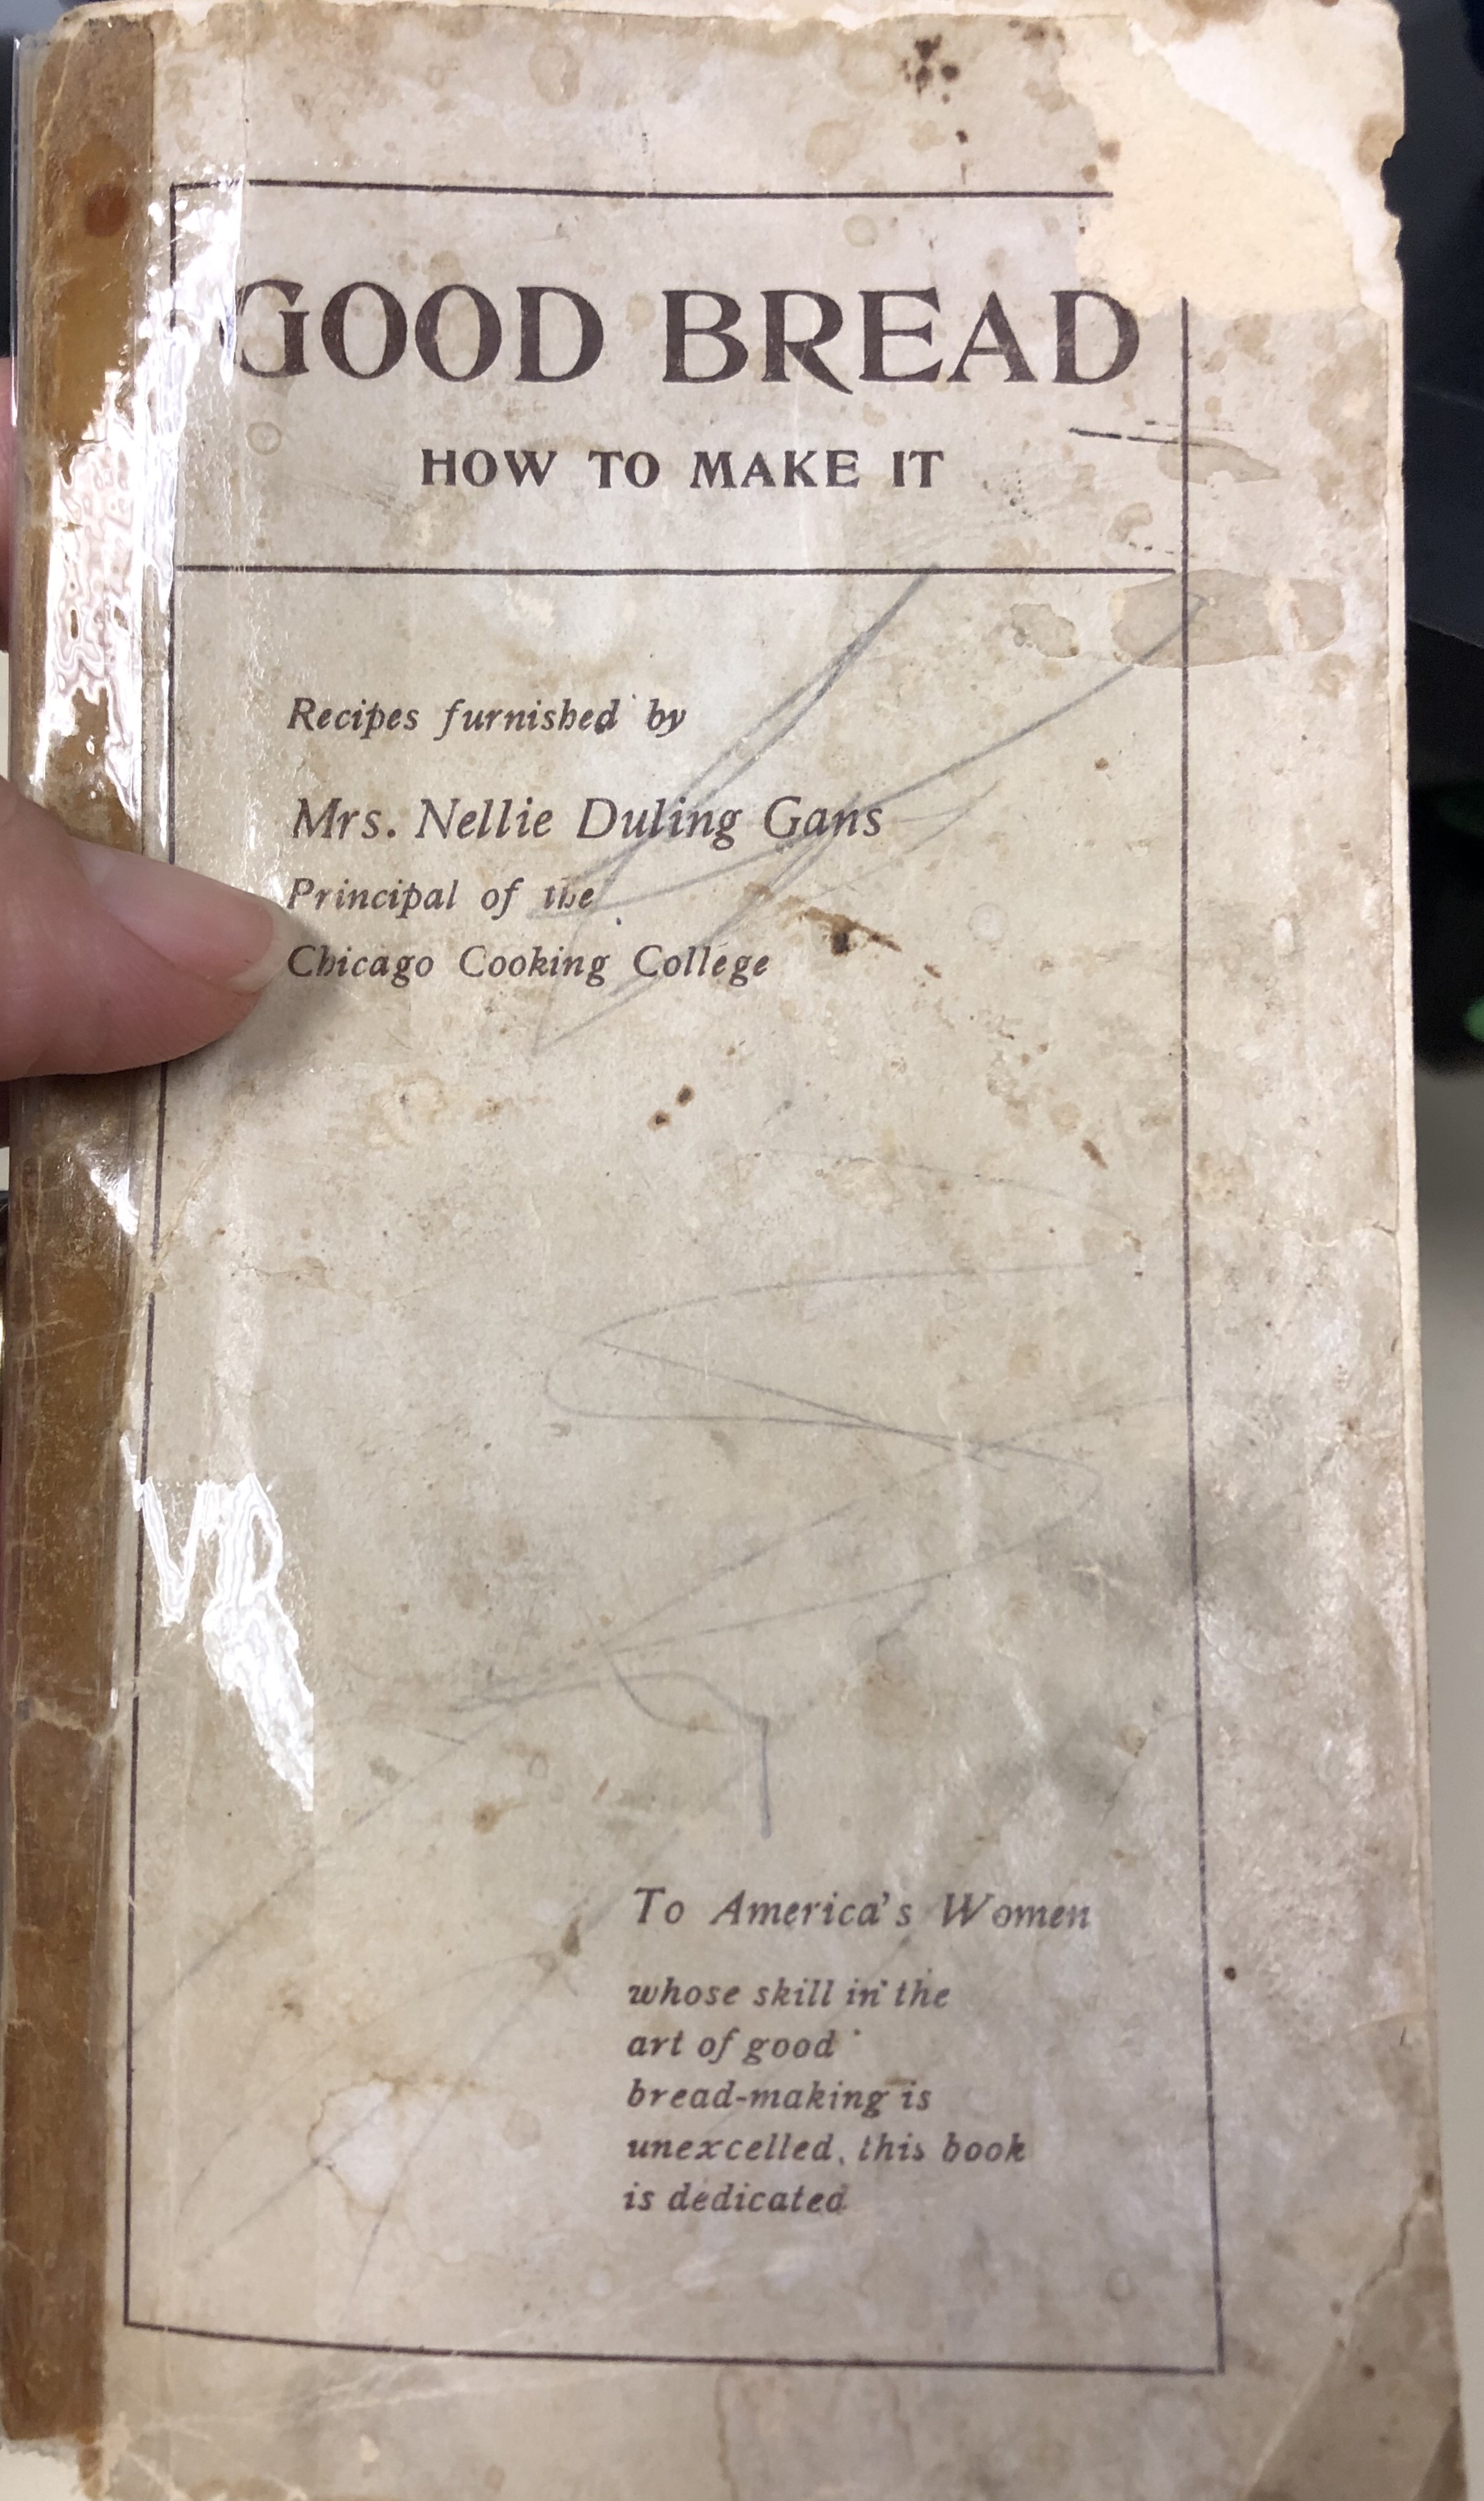 GOOD BREAD
HOW TO MAKE IT
Recipes furnished by
Mrs. Nellie Duling Gans
Principal of the
Chicago Cooking College
To America's Women
whose skill in the
art of good
bread-making is
unexcelled, this book
is dedicated